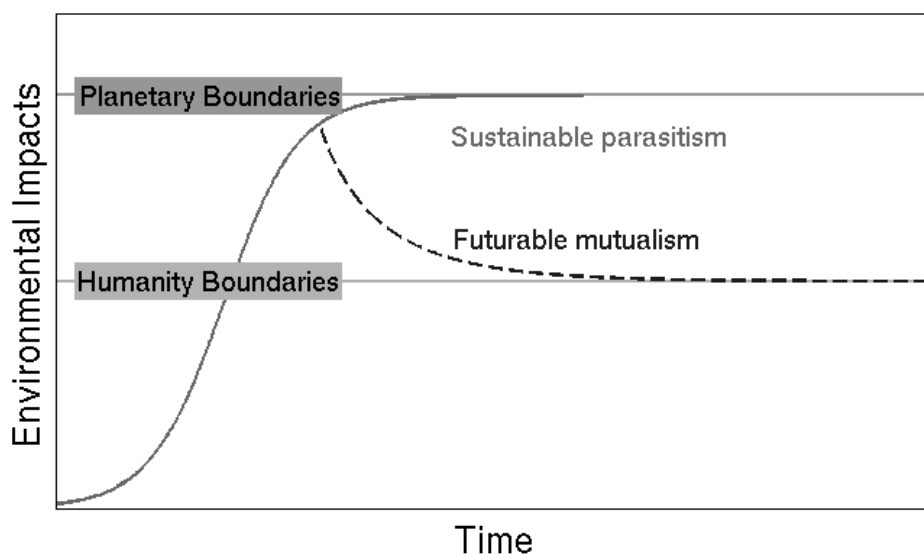 Environmental Impacts
Planetary Boundaries
Sustainable parasitism
Futurable mutualism
Humanity Boundaries
Time